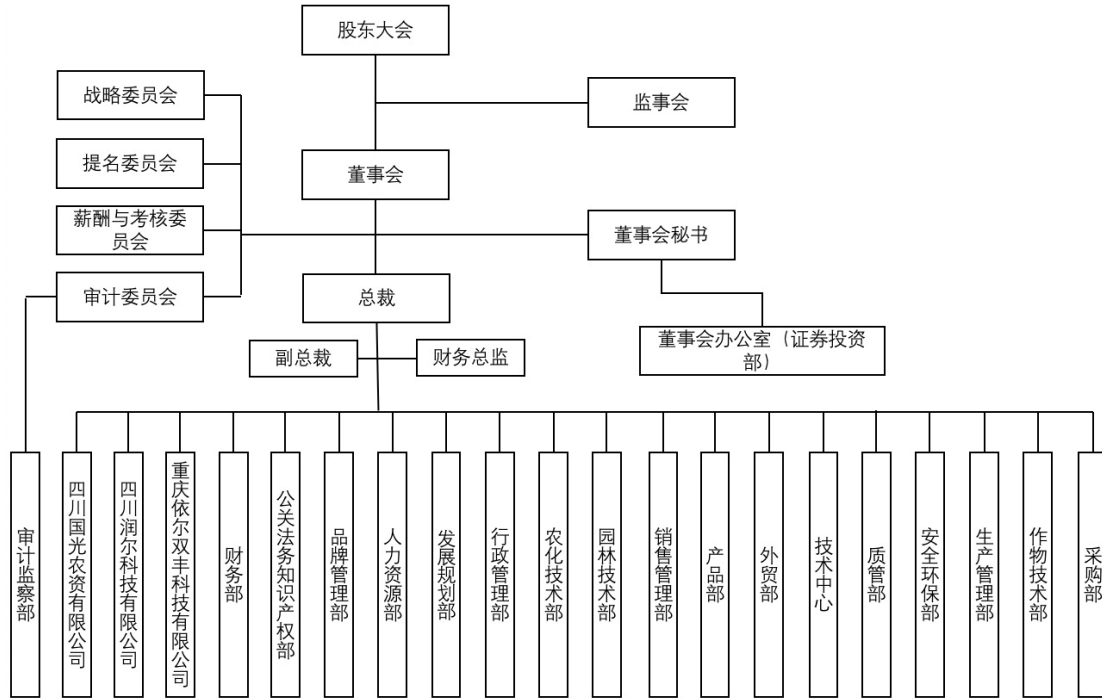 股东大会
战略委员会
监事会
提名委员会
董事会
薪酬与考核委
员会
董事会秘书
审计委员会
总裁
董事会办公室（证券投资
部）
副总裁
财务总监
审计监察部
四川国光农资有限公司
四川润尔科技有限公司
重庆依尔双丰科技有限公司
财务部
公关法务知识产权部
品牌管理部
人力资源部
发展规划部
行政管理部
农化技术部
园林技术部
销售管理部
产品部
外贸部
技术中心
质管部
安全环保部
生产管理部
作物技术部
采购部